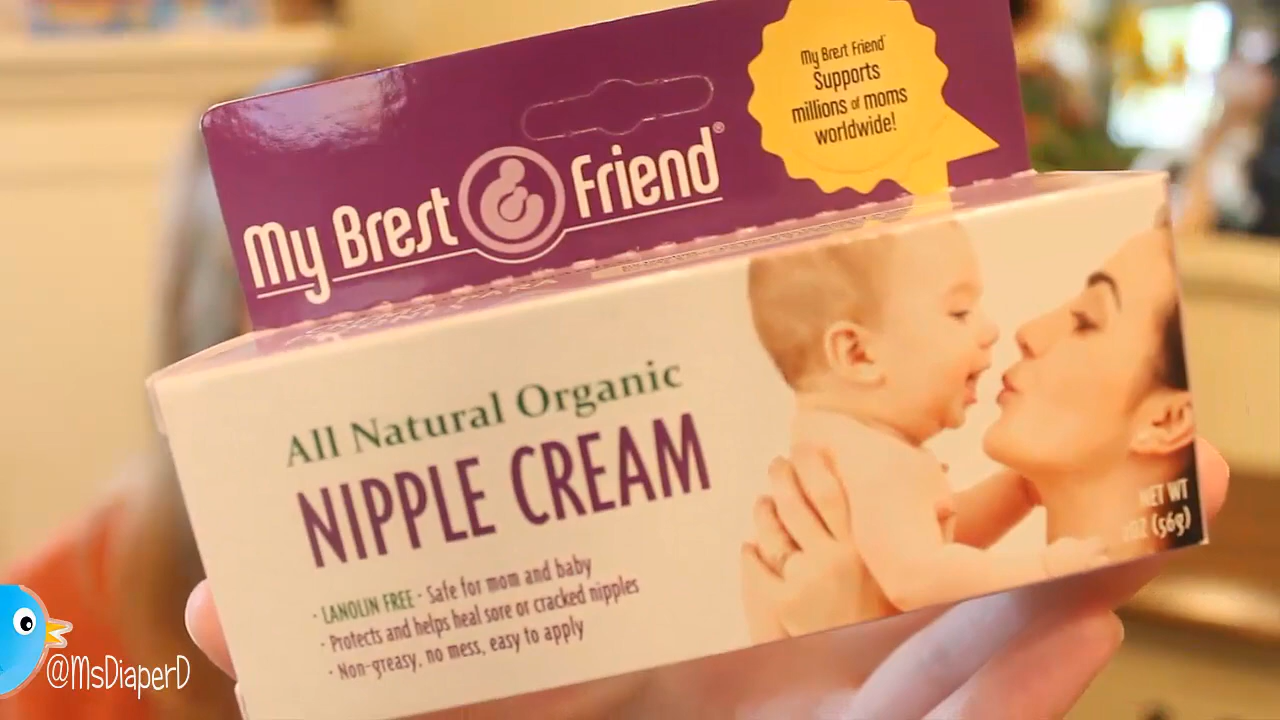 My Brest Friend
Supports
millions of moms
worldwide!
My Brest Friend®
All Natural Organic
NIPPLE CREAM
· LANOLIN FREE - Safe for mom and baby
· Protects and helps heal sore or cracked nipples
· Non-greasy, no mess, easy to apply
NET WT
2OZ (56g)
@MsDiaperD